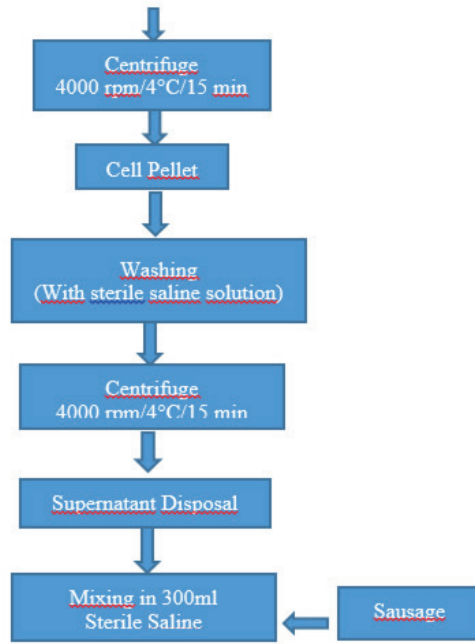 Centrifuge
4000 rpm/4°C/15 min
Cell Pellet
Washing
(With sterile saline solution)
Centrifuge
4000 rpm/4°C/15 min
Supernatant Disposal
Mixing in 300ml
Sterile Saline
Sausage